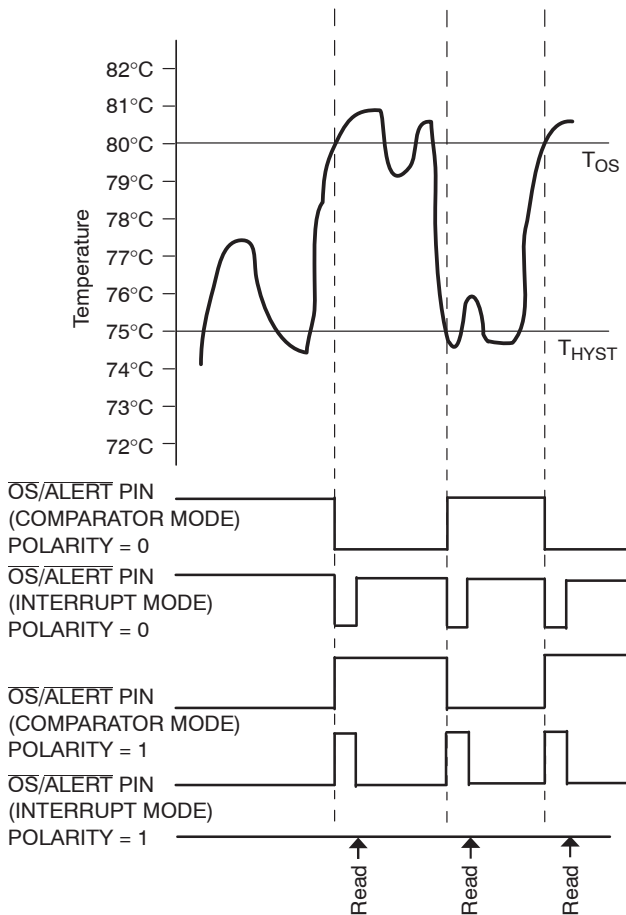 82°C
81°C
80°C
79°C
78°C
77°C
76°C
75°C
74°C
73°C
72°C
Temperature
TOS
THYST
OS/ALERT PIN
(COMPARATOR MODE)
POLARITY = 0
OS/ALERT PIN
(INTERRUPT MODE)
POLARITY = 0
OS/ALERT PIN
(COMPARATOR MODE)
POLARITY = 1
OS/ALERT PIN
(INTERRUPT MODE)
POLARITY = 1
Read
Read
Read